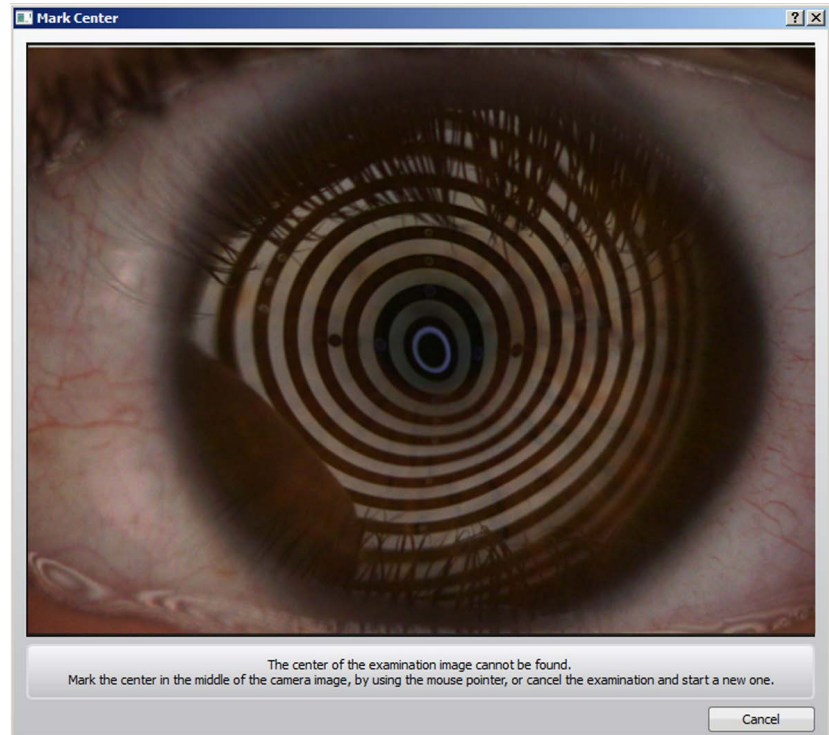 Mark Center
The center of the examination image cannot be found.
Mark the center in the middle of the camera image, by using the mouse pointer, or cancel the examination and start a new one.
Cancel